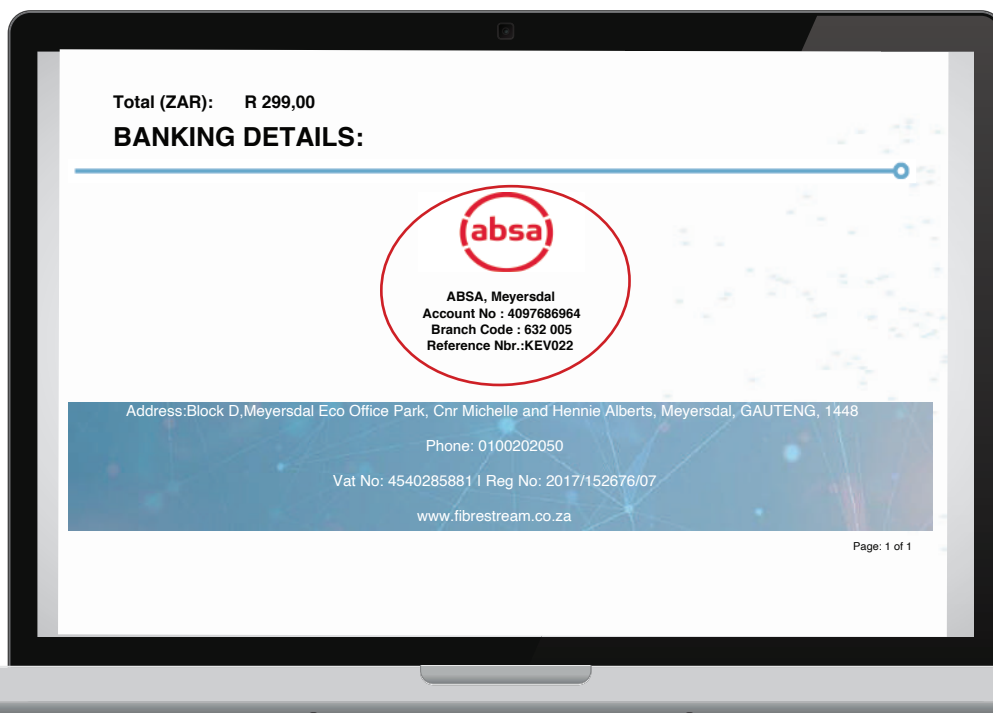 Total (ZAR): R 299,00
BANKING DETAILS:
absa
ABSA, Meyersdal
Account No : 4097686964
Branch Code : 632 005
Reference Nbr.:KEV022
Address:Block D,Meyersdal Eco Office Park, Cnr Michelle and Hennie Alberts, Meyersdal, GAUTENG, 1448
Phone: 0100202050
Vat No: 4540285881 I Reg No: 2017/152676/07
www.fibrestream.co.za
Page: 1 of 1